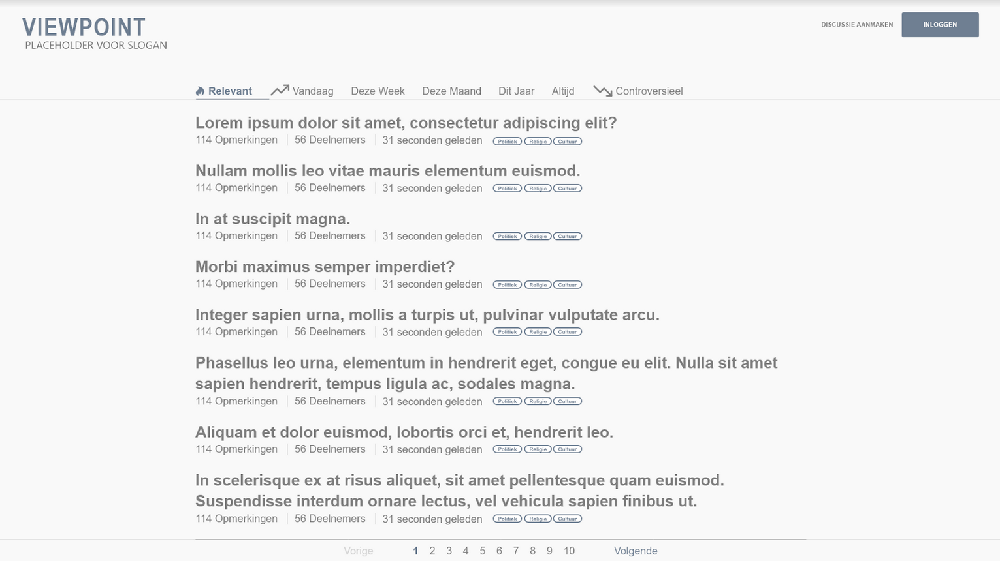 VIEWPOINT
PLACEHOLDER VOOR SLOGAN
DISCUSSIE AANMAKEN
INLOGGEN
Relevant Vandaag Deze Week Deze Maand Dit Jaar Altijd Controversieel
Lorem ipsum dolor sit amet, consectetur adipiscing elit?
114 Opmerkingen 56 Deelnemers 31 seconden geleden Politiek Religie Cultuur
Nullam mollis leo vitae mauris elementum euismod.
114 Opmerkingen 56 Deelnemers 31 seconden geleden Politiek Religie Cultuur
In at suscipit magna.
114 Opmerkingen 56 Deelnemers 31 seconden geleden Politiek Religie Cultuur
Morbi maximus semper imperdiet?
114 Opmerkingen 56 Deelnemers 31 seconden geleden Politiek Religie Cultuur
Integer sapien urna, mollis a turpis ut, pulvinar vulputate arcu.
114 Opmerkingen 56 Deelnemers 31 seconden geleden Politiek Religie Cultuur
Phasellus leo urna, elementum in hendrerit eget, congue eu elit. Nulla sit amet
sapien hendrerit, tempus ligula ac, sodales magna.
114 Opmerkingen 56 Deelnemers 31 seconden geleden Politiek Religie Cultuur
Aliquam et dolor euismod, lobortis orci et, hendrerit leo.
114 Opmerkingen 56 Deelnemers 31 seconden geleden Politiek Religie Cultuur
In scelerisque ex at risus aliquet, sit amet pellentesque quam euismod.
Suspendisse interdum ornare lectus, vel vehicula sapien finibus ut.
114 Opmerkingen 56 Deelnemers 31 seconden geleden Politiek Religie Cultuur
Vorige 1 2 3 4 5 6 7 8 9 10 Volgende